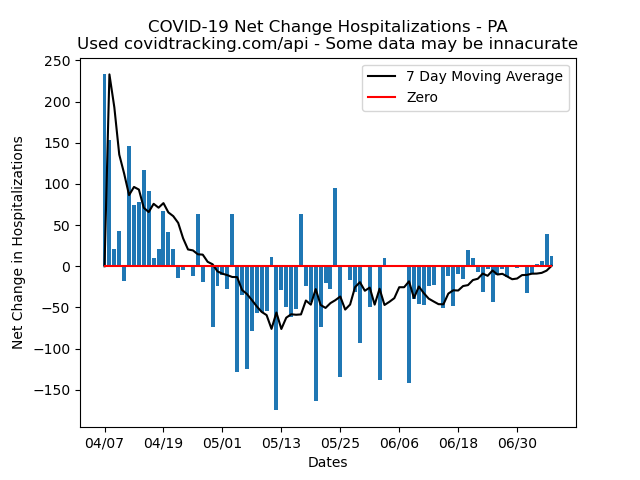 COVID-19 Net Change Hospitalizations - PA
Used covidtracking.com/api - Some data may be innacurate
7 Day Moving Average
Zero
Net Change in Hospitalizations
250
200
150
100
50
0
−50
−100
−150
04/07 04/19 05/01 05/13 05/25 06/06 06/18 06/30
Dates